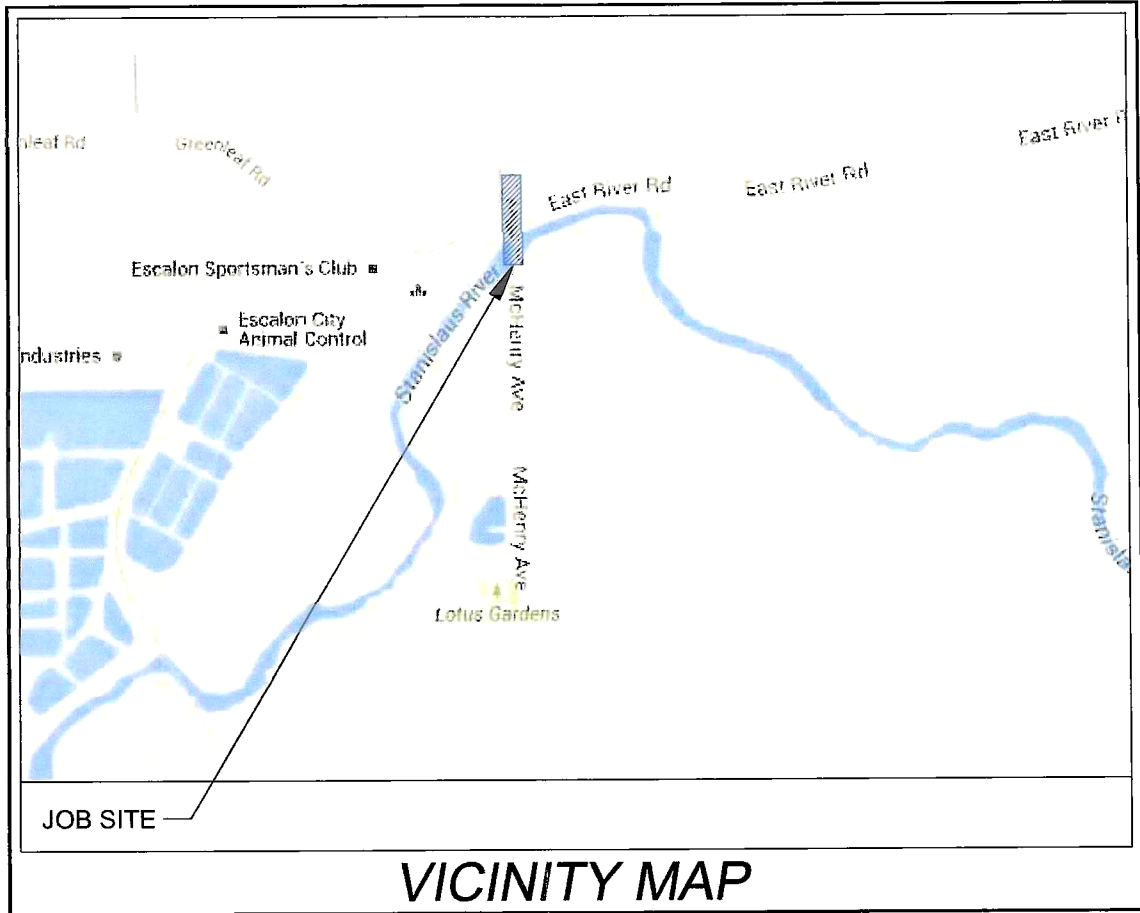 East River R
nleaf Rd
Greenleaf Rd
East River Rd
East River Rd
Escalon Sportsman's Club
Stanislaus River
McHenry Ave
Escalon City
Animal Control
ndustries
McHenry Ave
Stanisla
Lotus Gardens
JOB SITE
VICINITY MAP